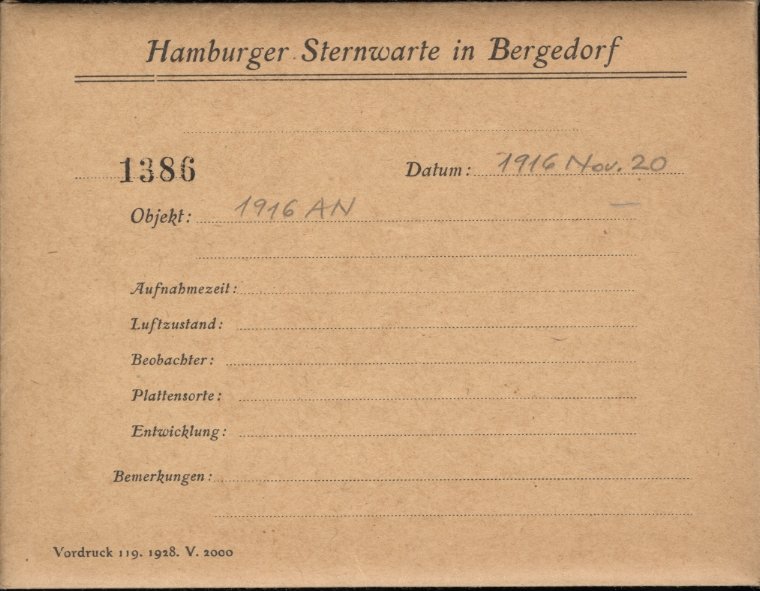 Hamburger Sternwarte in Bergedorf
1386 Datum: 1916 Nov. 20
Objekt: 1916 AN
Aufnahmezeit:
Luftzustand:
Beobachter:
Plattensorte:
Entwicklung:
Bemerkungen:
Vordruck 119. 1928. V. 2000